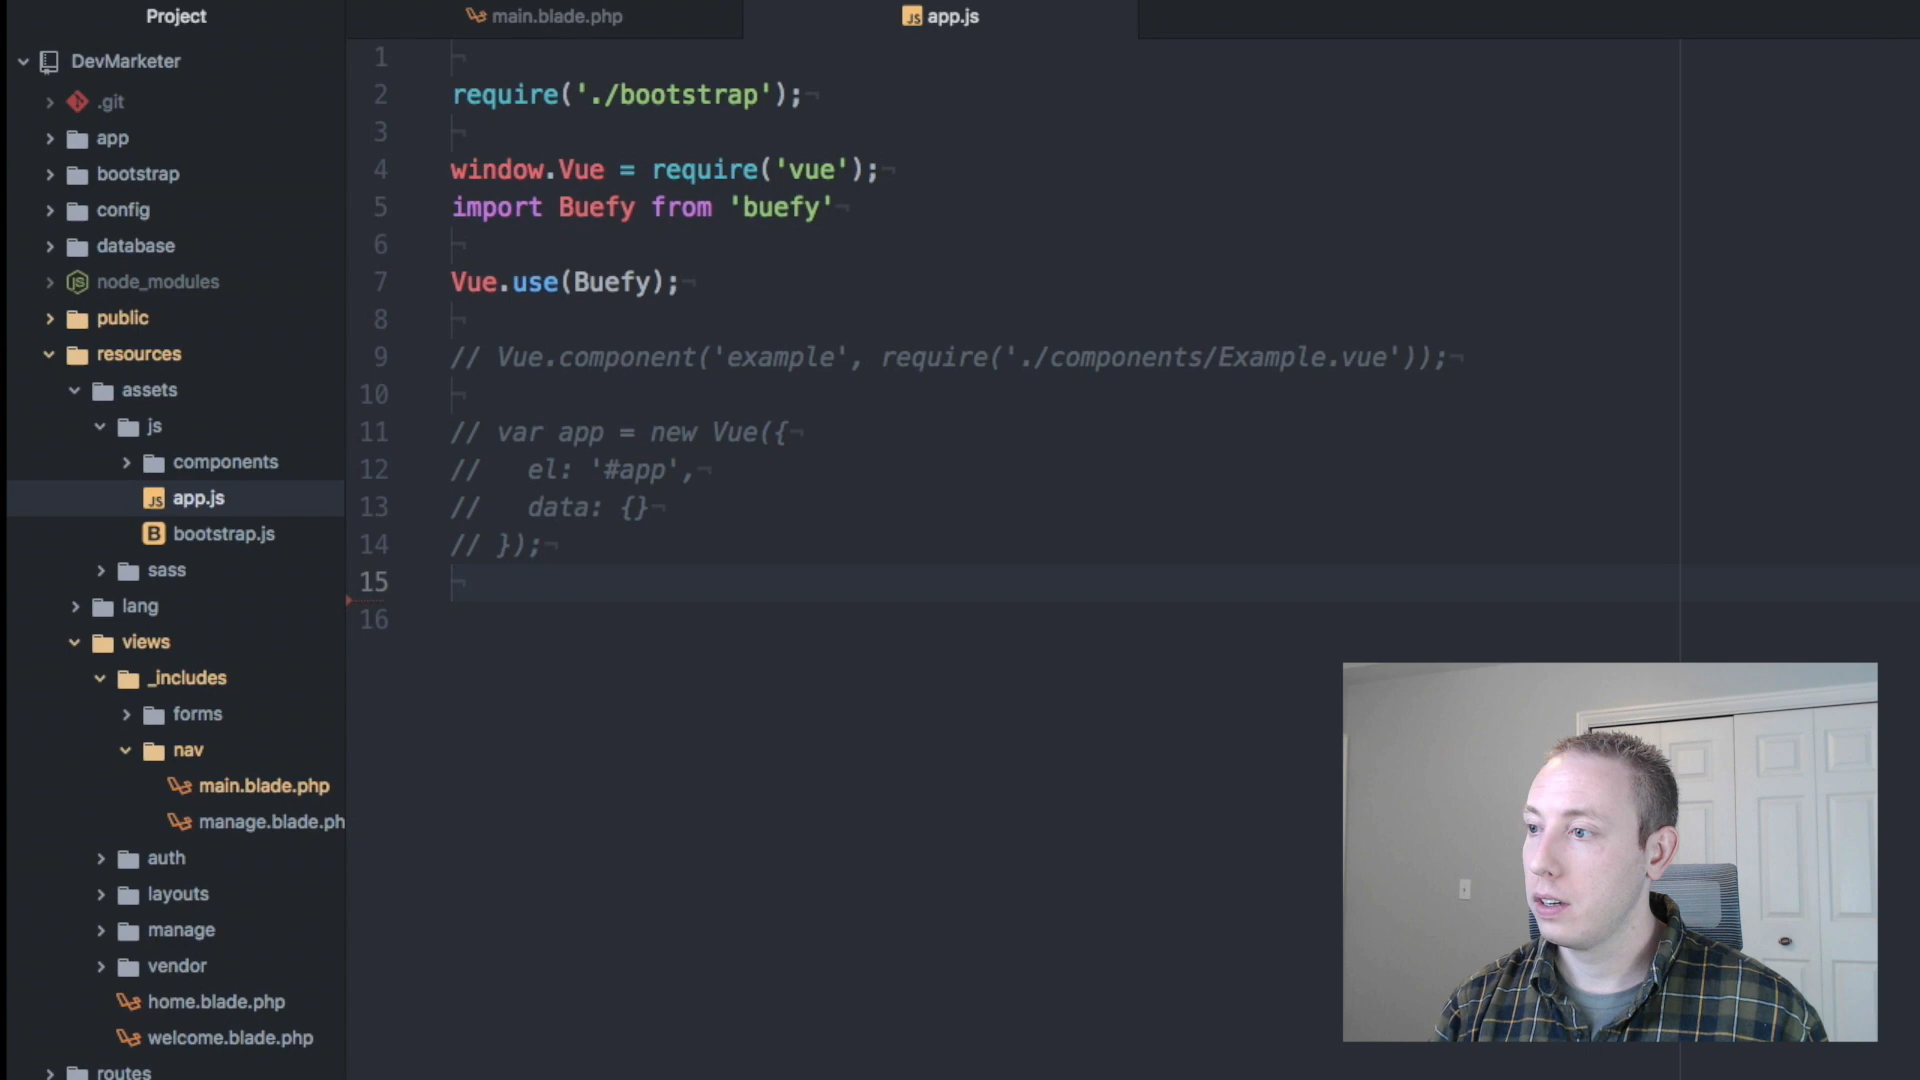 Project
main.blade.php
app.js
DevMarketer
.git
app
bootstrap
config
database
node_modules
public
resources
assets
js
components
app.js
bootstrap.js
sass
lang
views
_includes
forms
nav
main.blade.php
manage.blade.ph
auth
layouts
manage
vendor
home.blade.php
welcome.blade.php
routes
1
2 require('./bootstrap');
3
4 window.Vue = require('vue');
5 import Buefy from 'buefy'
6
7 Vue.use(Buefy);
8
9 // Vue.component('example', require('./components/Example.vue'));
10
11 // var app = new Vue({
12 //   el: '#app',
13 //   data: {}
14 // });
15
16